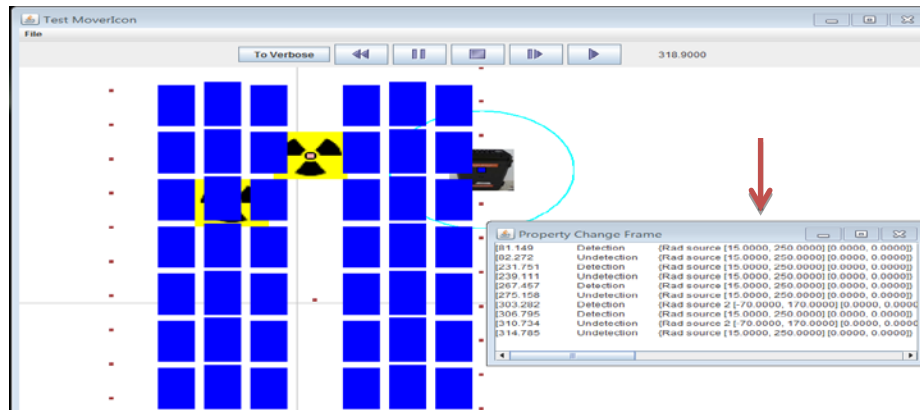 Test MoverIcon
File
To Verbose
318.9000
Property Change Frame
[81.149 Detection {Rad source [15.0000, 250.0000] [0.0000, 0.0000]}
[82.272 Undetection {Rad source [15.0000, 250.0000] [0.0000, 0.0000]}
[231.751 Detection {Rad source [15.0000, 250.0000] [0.0000, 0.0000]}
[239.111 Undetection {Rad source [15.0000, 250.0000] [0.0000, 0.0000]}
[267.457 Detection {Rad source [15.0000, 250.0000] [0.0000, 0.0000]}
[275.158 Undetection {Rad source [15.0000, 250.0000] [0.0000, 0.0000]}
[303.282 Detection {Rad source 2 [-70.0000, 170.0000] [0.0000, 0.0000
[306.795 Detection {Rad source [15.0000, 250.0000] [0.0000, 0.0000]}
[310.734 Undetection {Rad source 2 [-70.0000, 170.0000] [0.0000, 0.0000
[314.785 Undetection {Rad source [15.0000, 250.0000] [0.0000, 0.0000]}